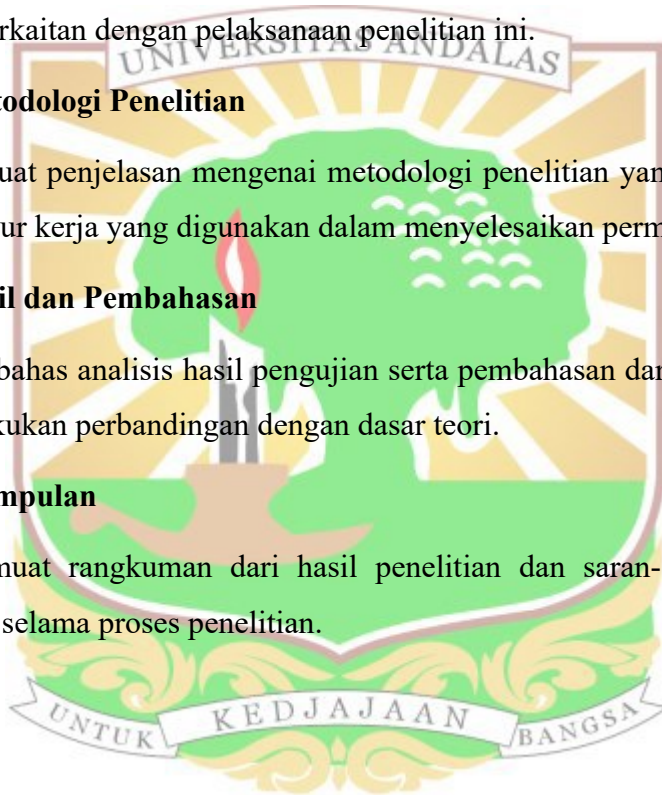 rkaitan dengan pelaksanaan penelitian ini.
UNIVERSITAS ANDALAS
todologi Penelitian
uat penjelasan mengenai metodologi penelitian yan
ur kerja yang digunakan dalam menyelesaikan perm
il dan Pembahasan
bahas analisis hasil pengujian serta pembahasan dar
kukan perbandingan dengan dasar teori.
mpulan
muat rangkuman dari hasil penelitian dan saran-
selama proses penelitian.
UNTUK KEDJAJAAN BANGSA